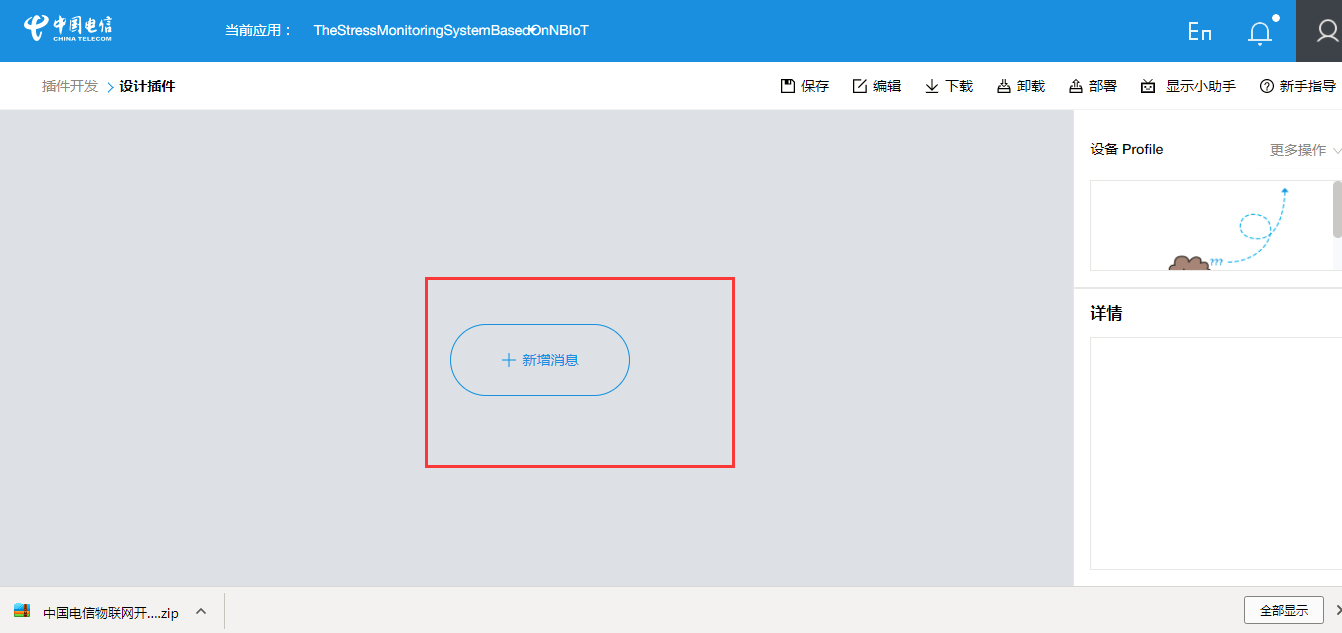 中国电信
CHINA TELECOM
当前应用： TheStressMonitoringSystemBasedOnNBIoT
En
插件开发 > 设计插件
保存 编辑 下载 卸载 部署 显示小助手 新手指导
设备 Profile 更多操作
???
+ 新增消息
详情
中国电信物联网开....zip
全部显示